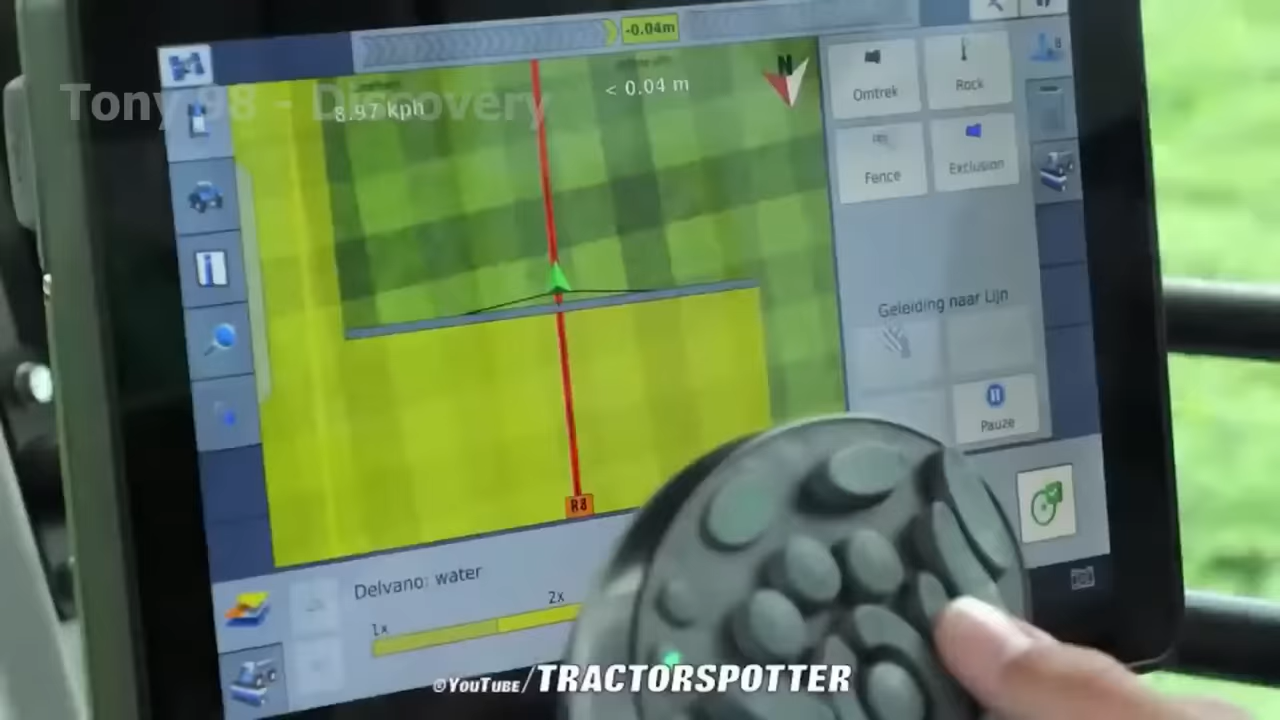 -0.04m
Tony 98 - Discovery
8.97 kph
< 0.04 m
N
Omtrek
Rock
Fence
Exclusion
Geleiding naar Lijn
Pauze
R8
Delvano: water
1x
2x
©YouTube/TRACTORSPOTTER